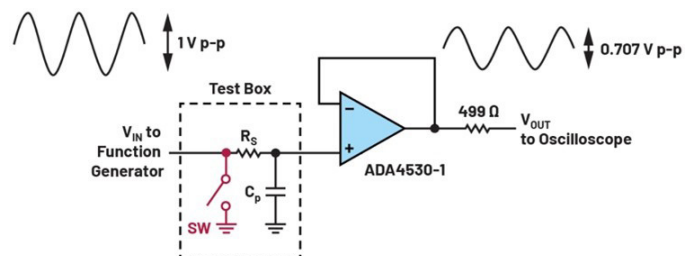 1 V p-p
0.707 V p-p
Test Box
499 Ω
V_IN to
Function
Generator
R_S
V_OUT
to Oscilloscope
−
+
ADA4530-1
C_p
SW